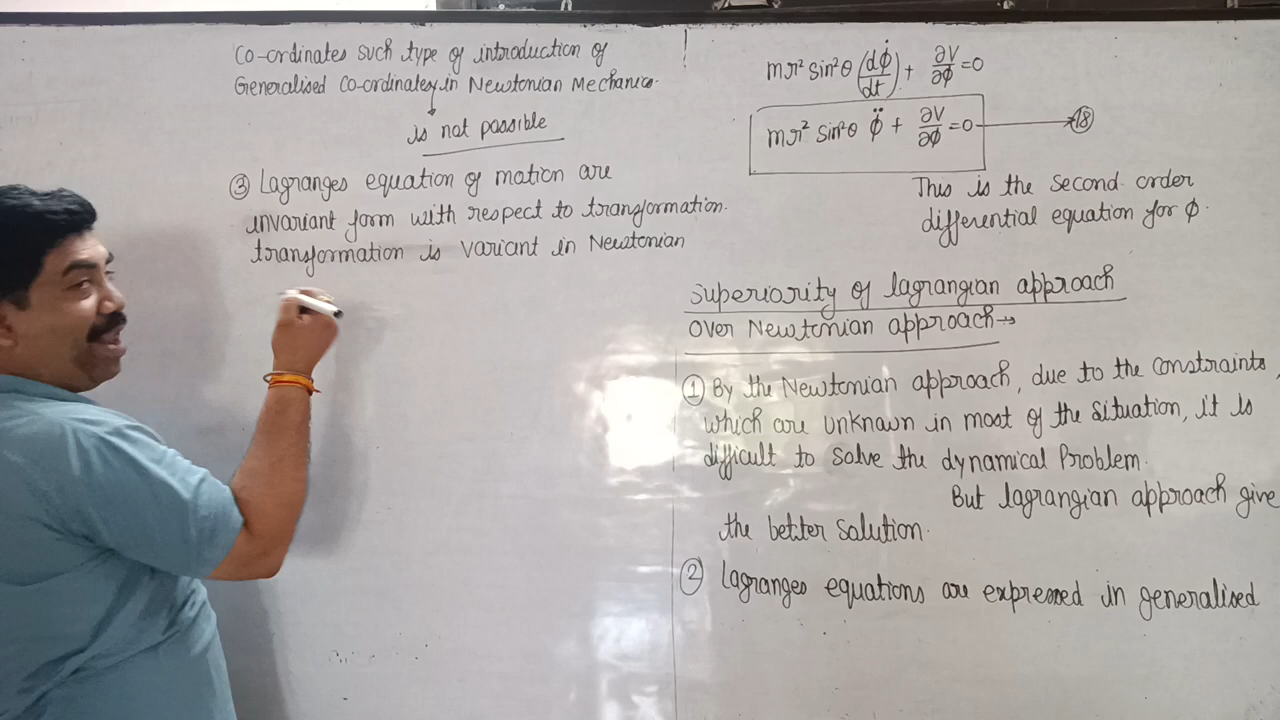 Co-ordinates such type of introduction of
Generalised Co-ordinates in Newtonian Mechanics.
is not possible
③ Lagranges equation of motion are
invariant form with respect to transformation.
transformation is variant in Newtonian
mr² sin²θ (dϕ̇/dt) + ∂V/∂ϕ = 0
mr² sin²θ ϕ̈ + ∂V/∂ϕ = 0 → ⑱
This is the second order
differential equation for ϕ.
Superiority of lagrangian approach
Over Newtonian approach →
① By the Newtonian approach, due to the constraints,
which are unknown in most of the situation, it is
difficult to solve the dynamical Problem.
But lagrangian approach give
the better solution.
② Lagranges equations are expressed in generalised